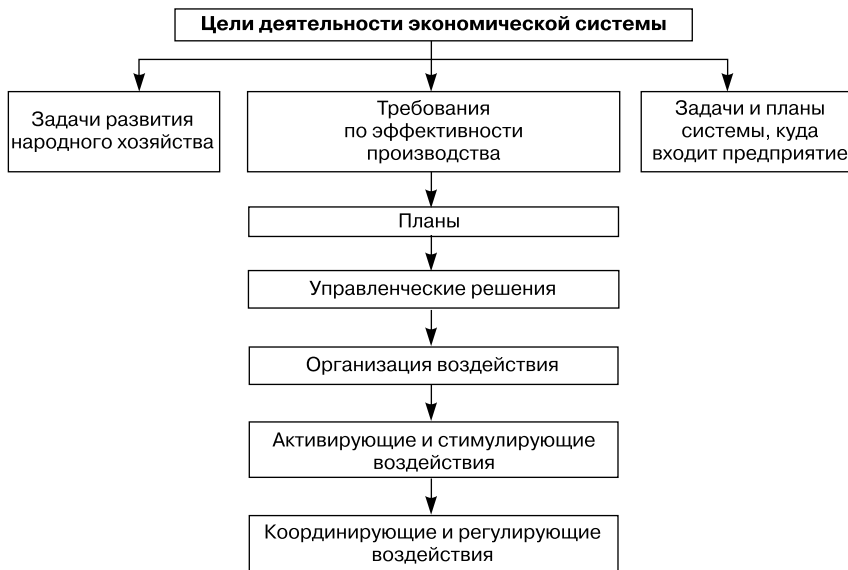 Цели деятельности экономической системы
Задачи развития
народного хозяйства
Требования
по эффективности
производства
Задачи и планы
системы, куда
входит предприятие
Планы
Управленческие решения
Организация воздействия
Активирующие и стимулирующие
воздействия
Координирующие и регулирующие
воздействия